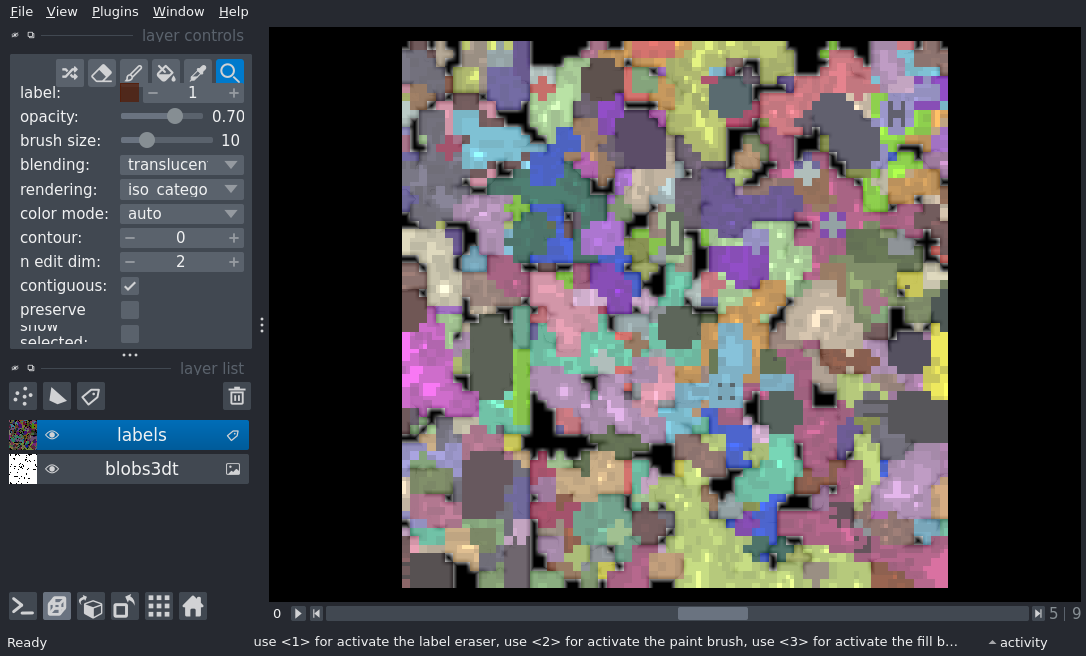 File View Plugins Window Help
layer controls
label: 1
opacity: 0.70
brush size: 10
blending: translucen
rendering: iso_catego
color mode: auto
contour: 0
n edit dim: 2
contiguous:
preserve
show
selected:
layer list
labels
blobs3dt
0 5 | 9
Ready use <1> for activate the label eraser, use <2> for activate the paint brush, use <3> for activate the fill b... activity